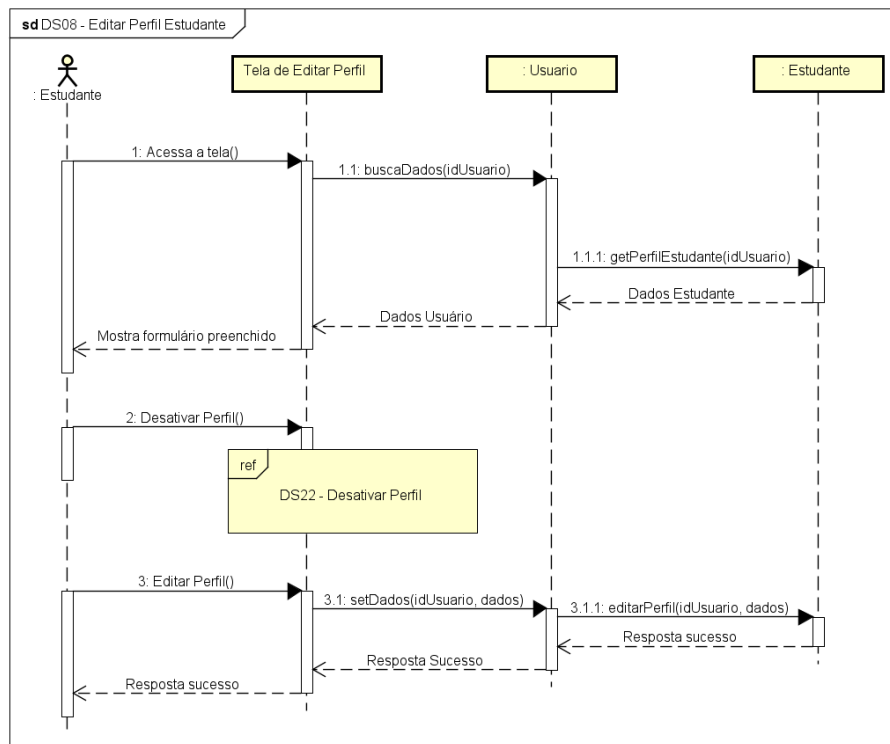 sd DS08 - Editar Perfil Estudante
: Estudante
Tela de Editar Perfil
: Usuario
: Estudante
1: Acessa a tela()
1.1: buscaDados(idUsuario)
1.1.1: getPerfilEstudante(idUsuario)
Dados Estudante
Dados Usuário
Mostra formulário preenchido
2: Desativar Perfil()
ref
DS22 - Desativar Perfil
3: Editar Perfil()
3.1: setDados(idUsuario, dados)
3.1.1: editarPerfil(idUsuario, dados)
Resposta sucesso
Resposta Sucesso
Resposta sucesso